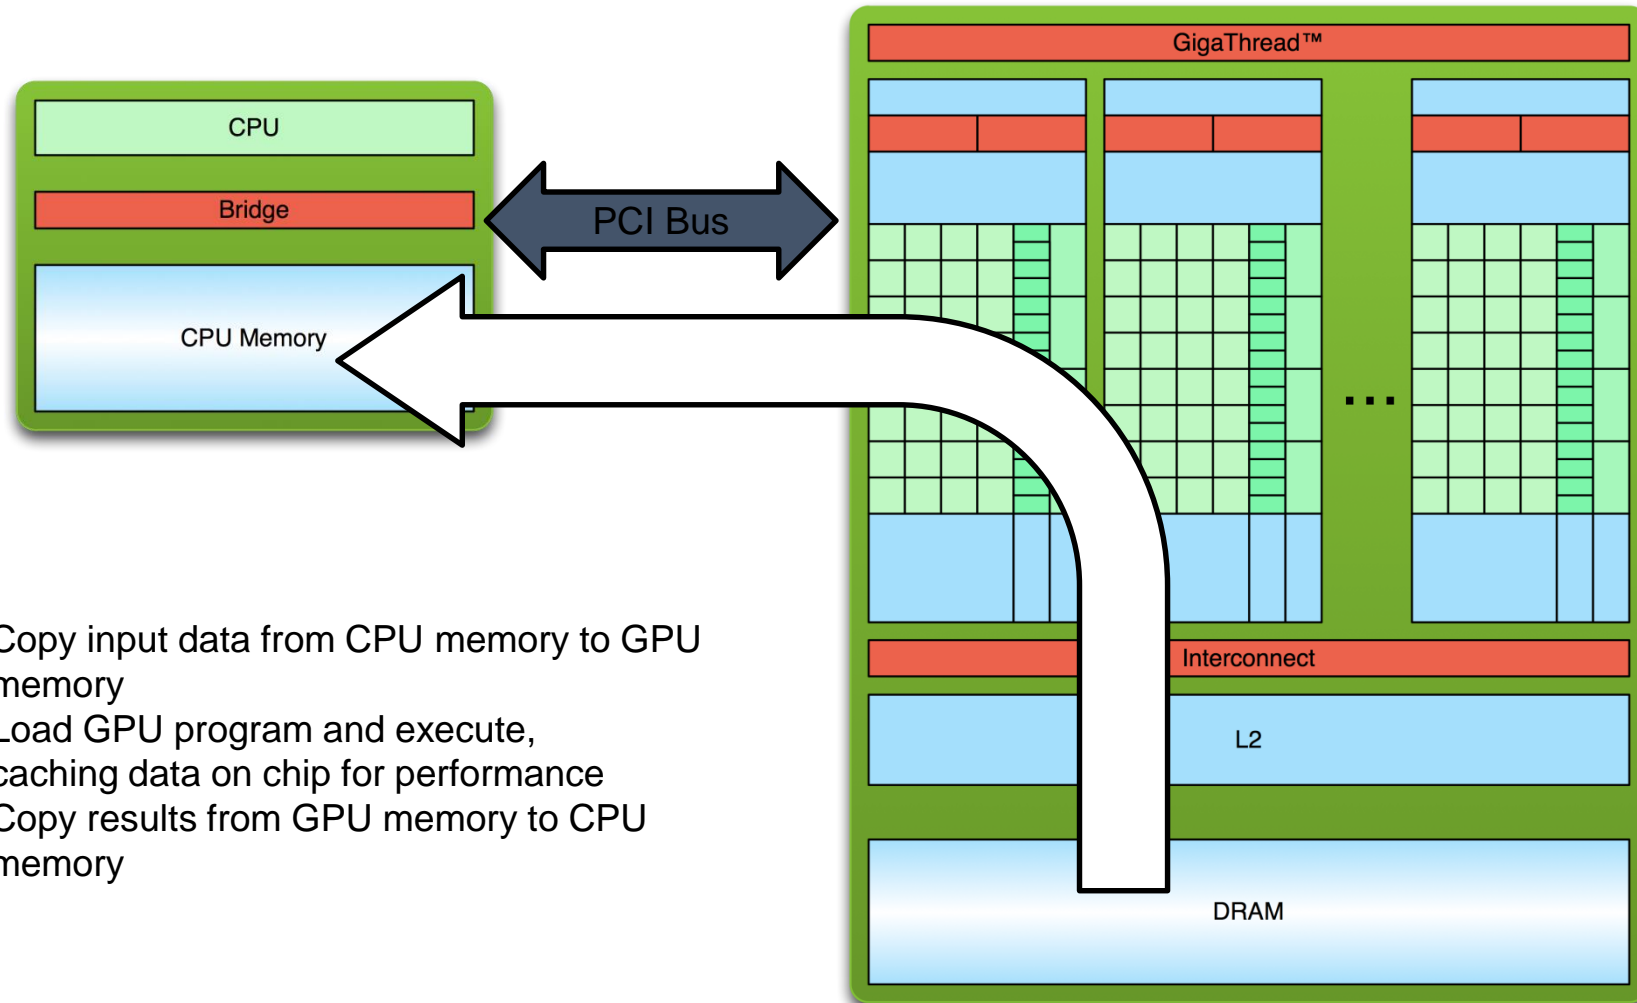 GigaThread™
CPU
Bridge
PCI Bus
CPU Memory
...
Copy input data from CPU memory to GPU
memory
Load GPU program and execute,
caching data on chip for performance
Copy results from GPU memory to CPU
memory
Interconnect
L2
DRAM